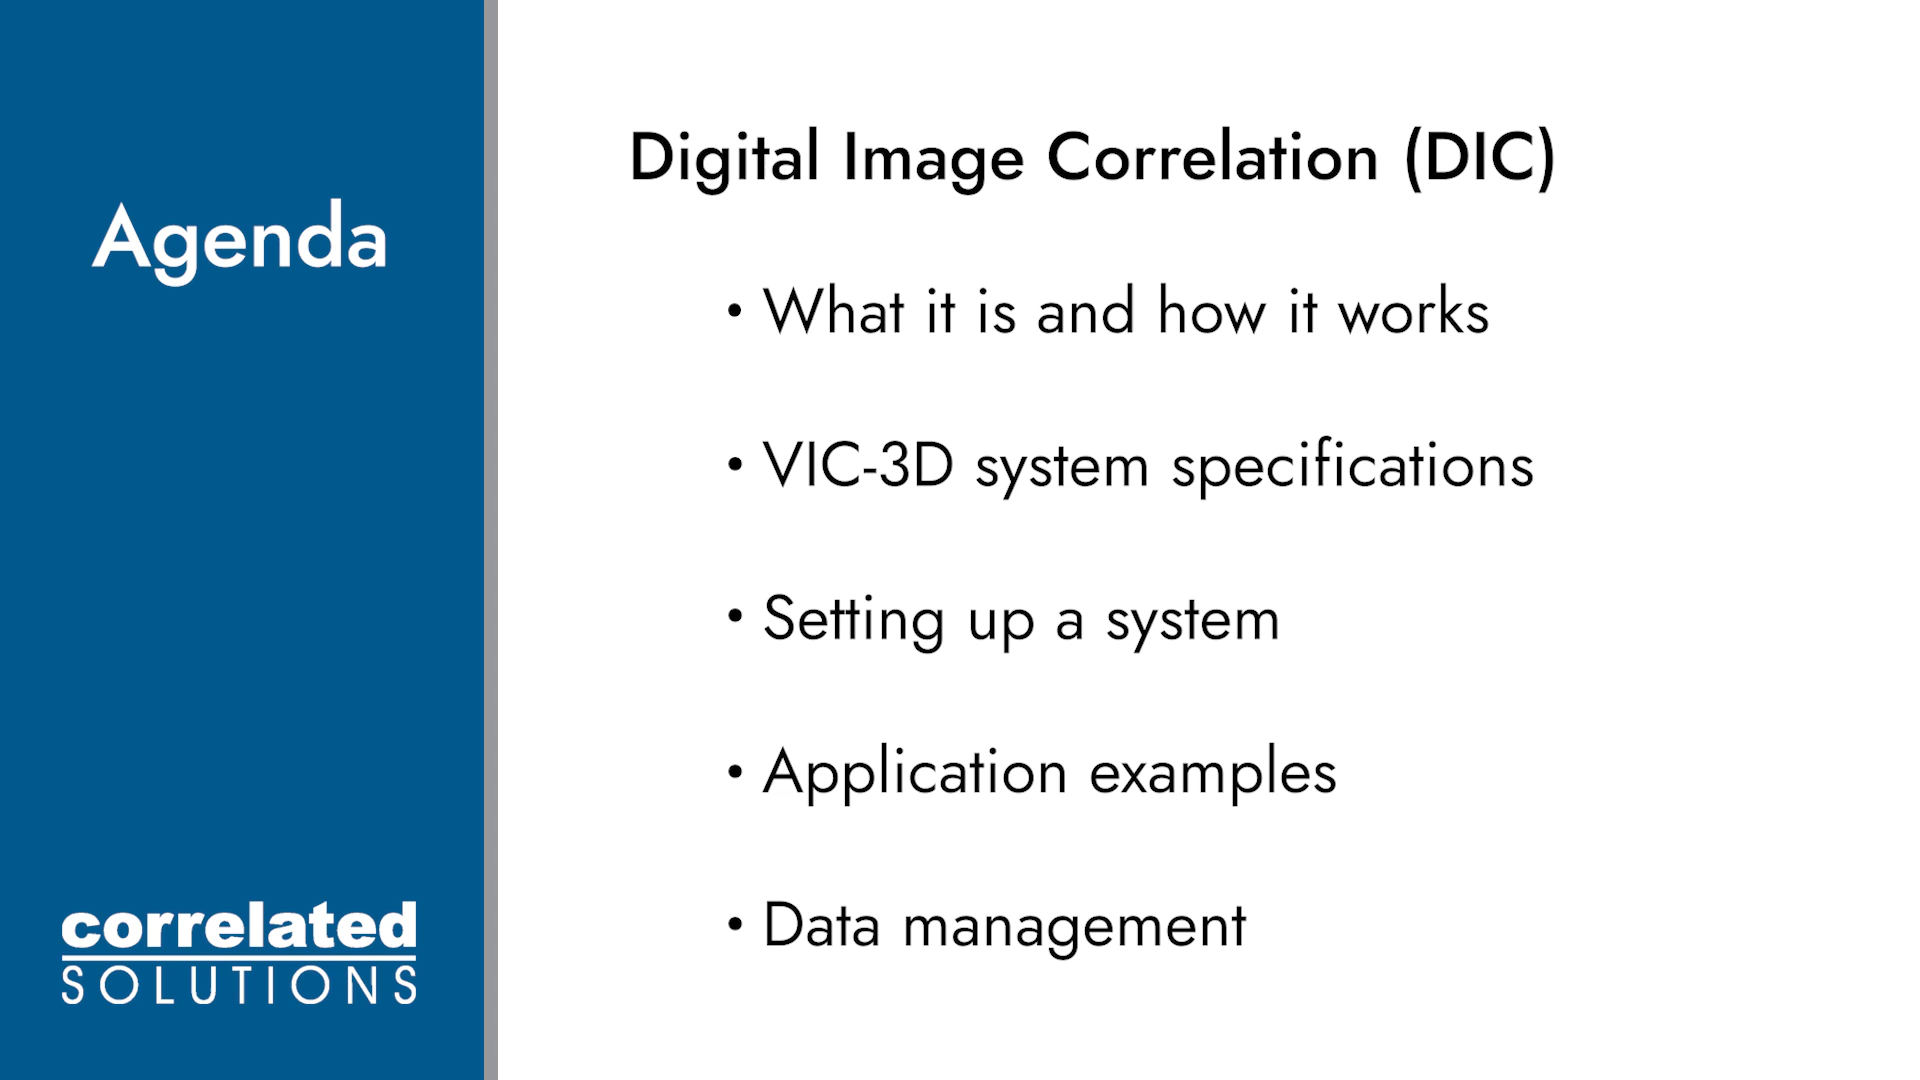 Agenda
correlated
SOLUTIONS
Digital Image Correlation (DIC)
• What it is and how it works
• VIC-3D system specifications
• Setting up a system
• Application examples
• Data management